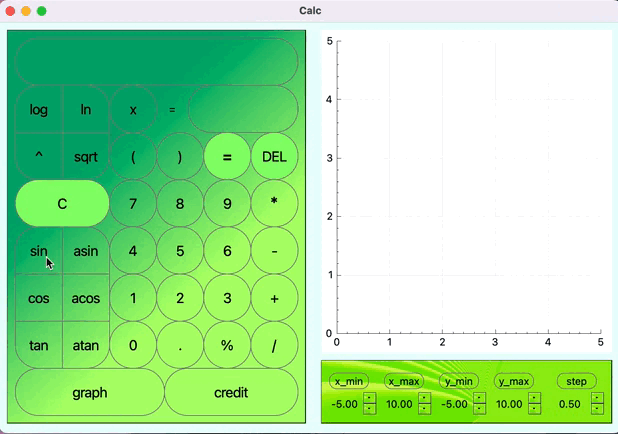 Calc
log ln x =
^ sqrt ( ) = DEL
C 7 8 9 *
sin asin 4 5 6 -
cos acos 1 2 3 +
tan atan 0 . % /
graph credit
5
4
3
2
1
0
0 1 2 3 4 5
x_min x_max y_min y_max step
-5.00 10.00 -5.00 10.00 0.50